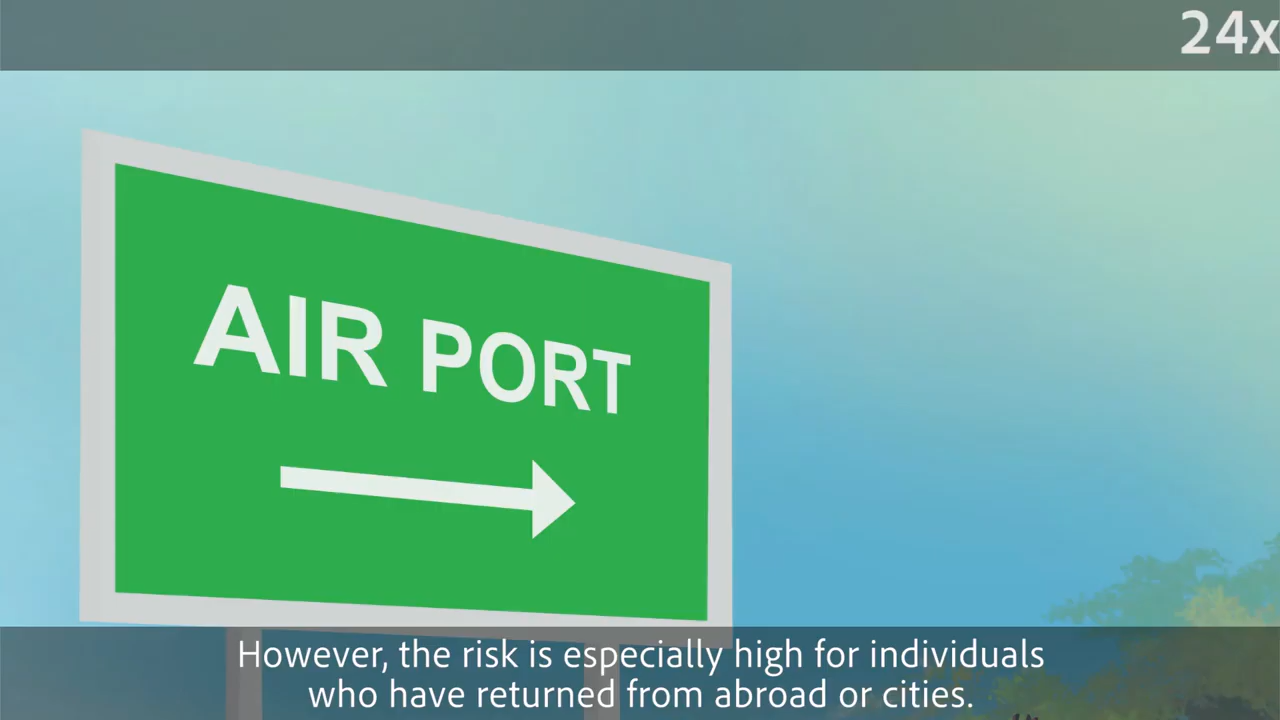 24x
AIR PORT
However, the risk is especially high for individuals
who have returned from abroad or cities.